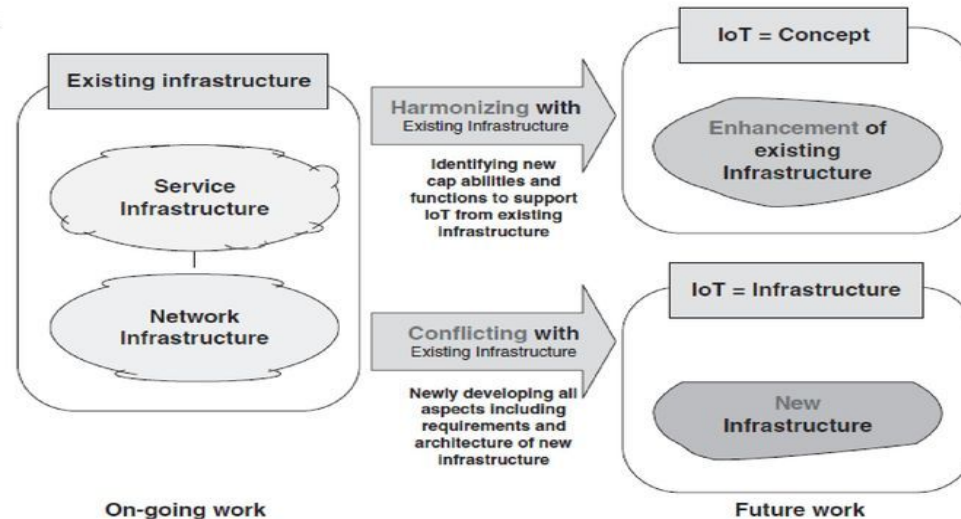 Existing infrastructure
Service
Infrastructure
Network
Infrastructure
On-going work
Harmonizing with
Existing Infrastructure
Identifying new
cap abilities and
functions to support
IoT from existing
infrastructure
Conflicting with
Existing Infrastructure
Newly developing all
aspects including
requirements and
architecture of new
infrastructure
IoT = Concept
Enhancement of
existing
Infrastructure
IoT = Infrastructure
New
Infrastructure
Future work